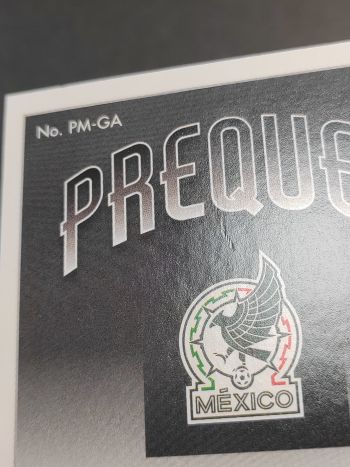 No. PM-GA
PREQUE
MÉXICO